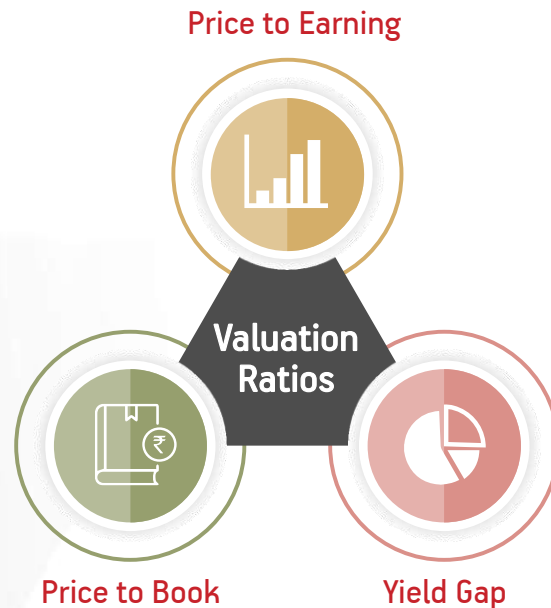 Price to Earning
Valuation
Ratios
₹
Price to Book
Yield Gap